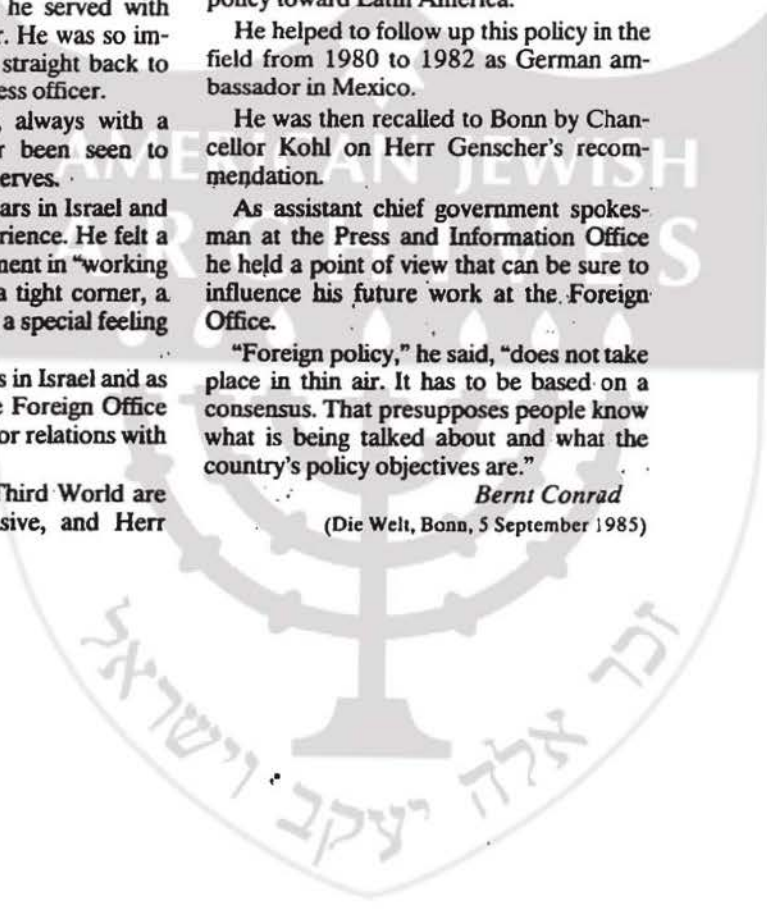 he served with
r. He was so im-
straight back to
ess officer.
, always with a
r been seen to
erves.
ars in Israel and
rience. He felt a
nent in “working
a tight corner, a
a special feeling
s in Israel and as
e Foreign Office
or relations with
Third World are
sive, and Herr
policy toward Latin America.
He helped to follow up this policy in the
field from 1980 to 1982 as German am-
bassador in Mexico.
He was then recalled to Bonn by Chan-
cellor Kohl on Herr Genscher’s recom-
mendation.
As assistant chief government spokes-
man at the Press and Information Office
he held a point of view that can be sure to
influence his future work at the Foreign
Office.
“Foreign policy,” he said, “does not take
place in thin air. It has to be based on a
consensus. That presupposes people know
what is being talked about and what the
country’s policy objectives are.”
Bernt Conrad
(Die Welt, Bonn, 5 September 1985)
AMERICAN JEWISH
ARCHIVES
זכר אלה יעקב וישראל